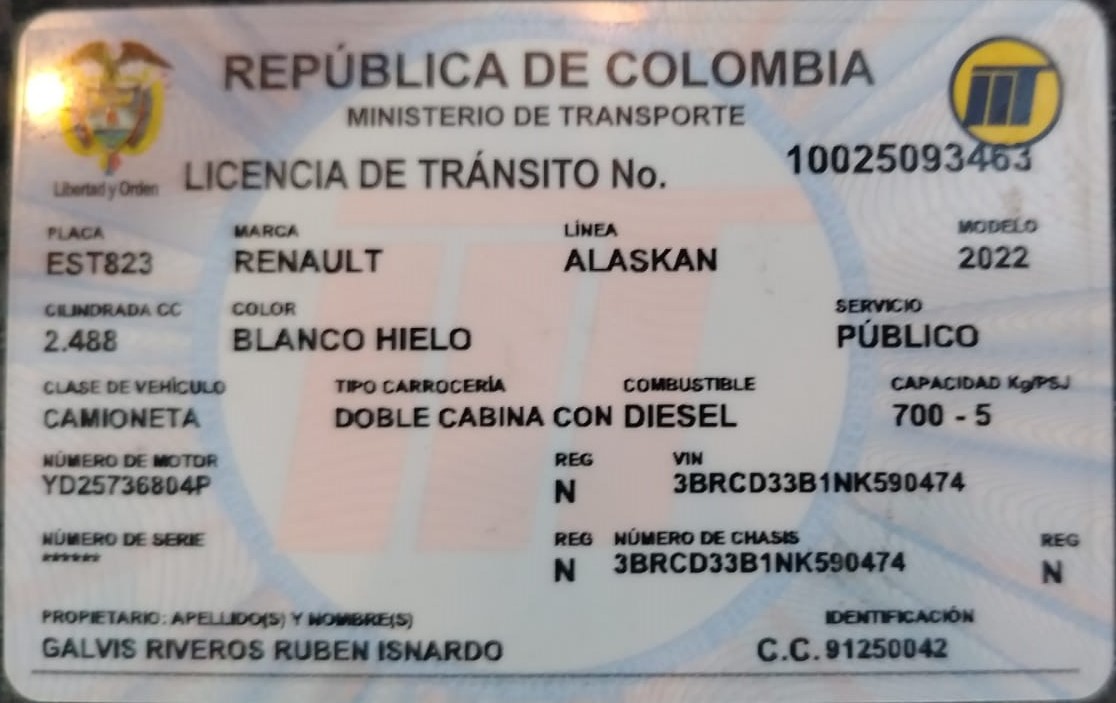 REPÚBLICA DE COLOMBIA
MINISTERIO DE TRANSPORTE
Libertad y Orden
LICENCIA DE TRÁNSITO No. 10025093463
PLACA MARCA LÍNEA MODELO
EST823 RENAULT ALASKAN 2022
CILINDRADA CC COLOR SERVICIO
2.488 BLANCO HIELO PÚBLICO
CLASE DE VEHÍCULO TIPO CARROCERÍA COMBUSTIBLE CAPACIDAD Kg/PSJ
CAMIONETA DOBLE CABINA CON DIESEL 700 - 5
NÚMERO DE MOTOR REG VIN
YD25736804P N 3BRCD33B1NK590474
NÚMERO DE SERIE REG NÚMERO DE CHASIS REG
****** N 3BRCD33B1NK590474 N
PROPIETARIO: APELLIDO(S) Y NOMBRE(S) IDENTIFICACIÓN
GALVIS RIVEROS RUBEN ISNARDO C.C. 91250042